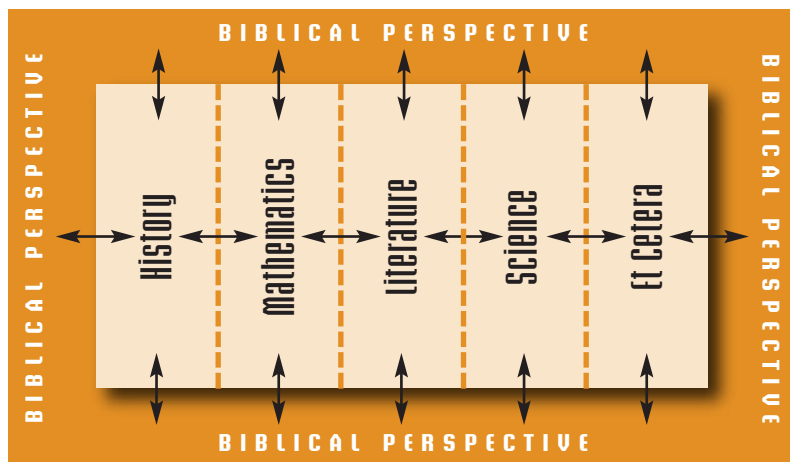 BIBLICAL PERSPECTIVE
BIBLICAL PERSPECTIVE
History
Mathematics
Literature
Science
Et Cetera
BIBLICAL PERSPECTIVE
BIBLICAL PERSPECTIVE